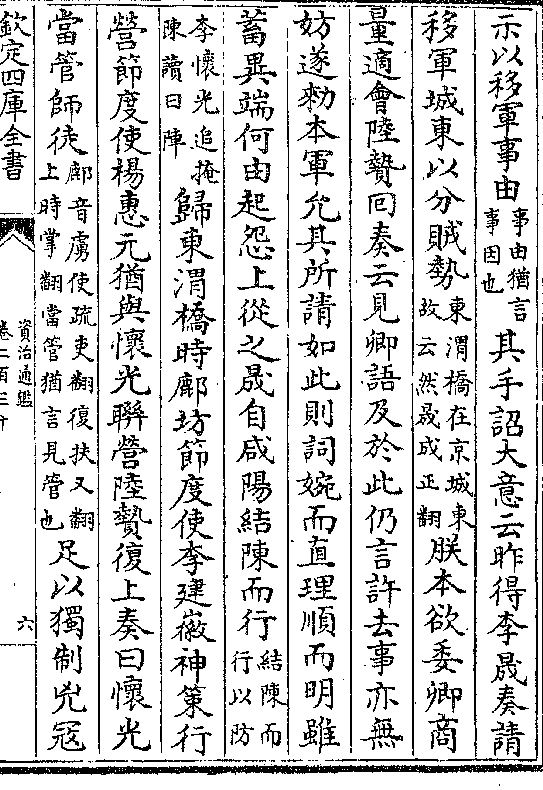 示以移軍事由事由猶言事因也其手詔大意云昨得李晟奏請
移軍城東以分賊勢東渭橋在京城東故云然晟成正翻朕本欲委卿商
量適會陸贄回奏云見卿語及於此仍言許去事亦無
妨遂勑本軍允其所請如此則詞婉而直理順而明雖
蓄異端何由起怨上從之晟自咸陽結陳而行結陳而行以防
李懷光追掩陳讀曰陣歸東渭橋時鄜坊節度使李建徽神策行
營節度使楊惠元猶與懷光聯營陸贄復上奏曰懷光
當管師徒鄜音虜使疏吏翻復扶又翻上時掌翻當管猶言見管也足以獨制兇冦
欽定四庫全書
資治通鑑
卷二百三十
六